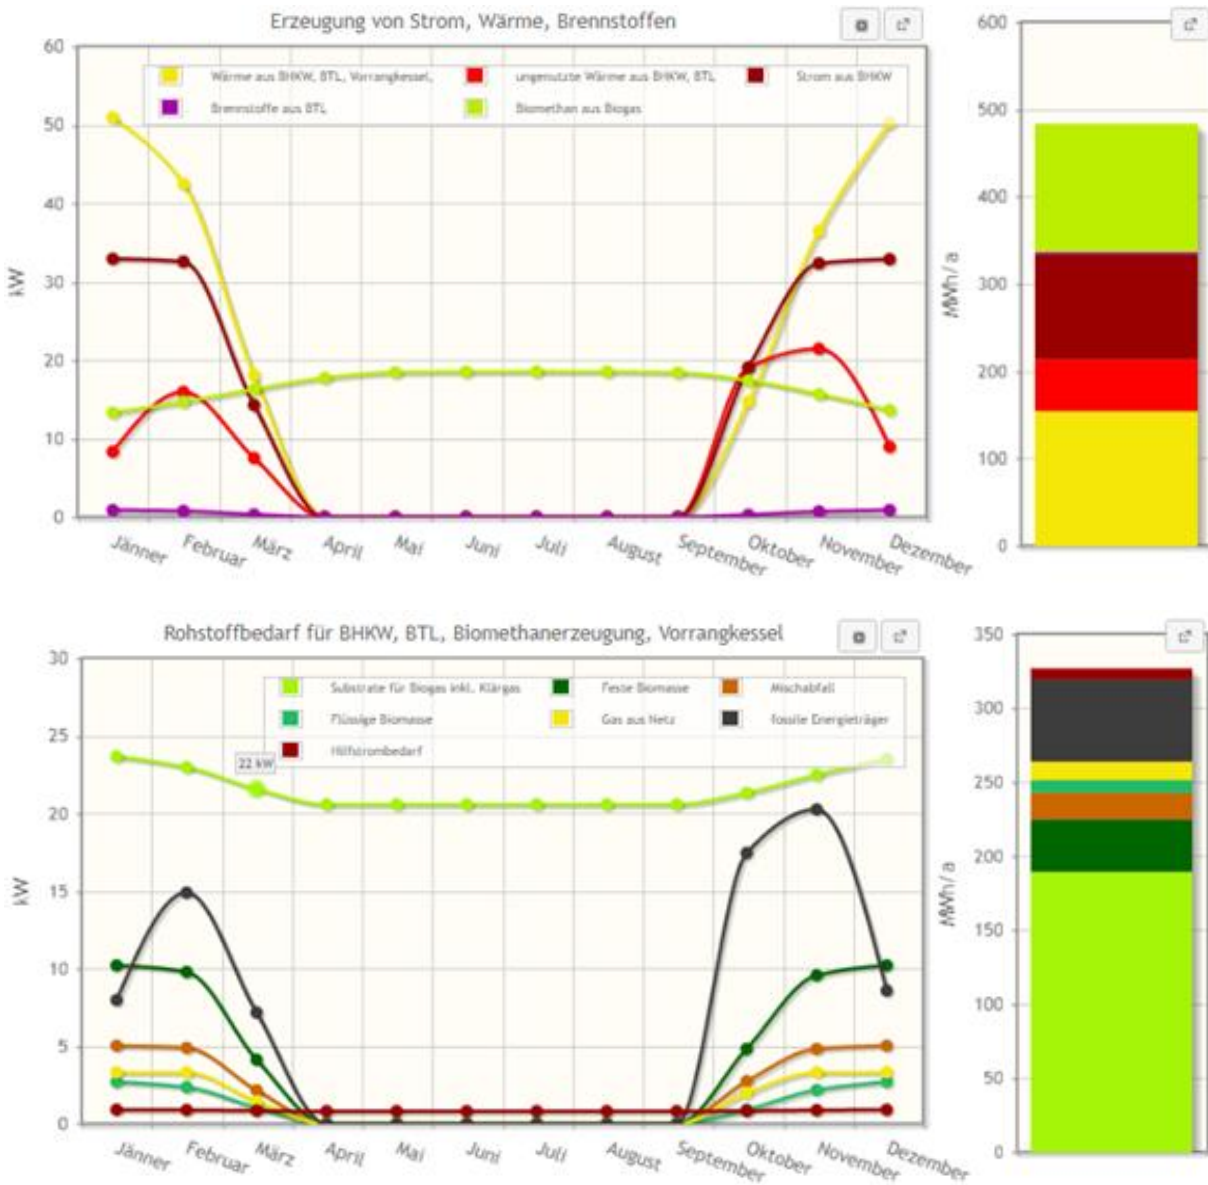 Erzeugung von Strom, Wärme, Brennstoffen
60
Wärme aus BHKW, BTL, Vorrangkessel,
ungenutzte Wärme aus BHKW, BTL
Strom aus BHKW
Brennstoffe aus BTL
Biomethan aus Biogas
50
40
30
20
10
0
kW
Jänner
Februar
März
April
Mai
Juni
Juli
August
September
Oktober
November
Dezember
600
500
400
300
200
100
0
MWh/a
Rohstoffbedarf für BHKW, BTL, Biomethanerzeugung, Vorrangkessel
30
Substrate für Biogas inkl. Klärgas
Feste Biomasse
Mischabfall
Flüssige Biomasse
Gas aus Netz
fossile Energieträger
Hilfstrombedarf
22 kW
25
20
15
10
5
0
kW
Jänner
Februar
März
April
Mai
Juni
Juli
August
September
Oktober
November
Dezember
350
300
250
200
150
100
50
0
MWh/a